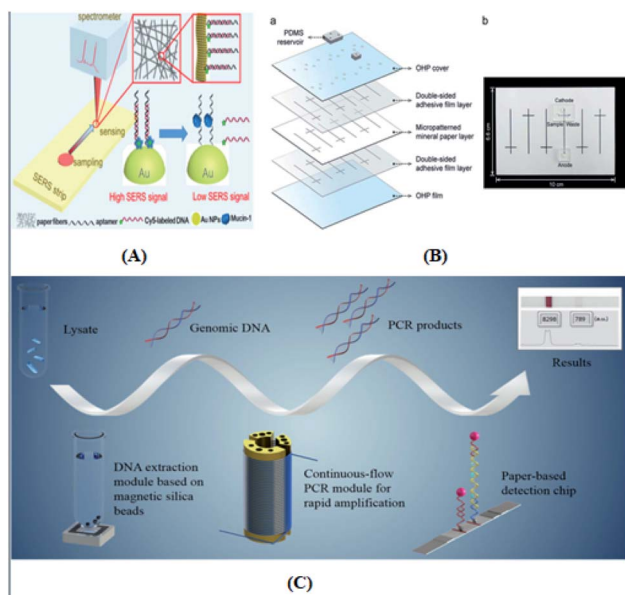 spectrometer
sensing
sampling
SERS strip
Au
Au
High SERS signal
Low SERS signal
paper fibers
aptamer
Cy5-labeled DNA
Au NPs
Mucin-1
(A)
a
PDMS
reservoir
OHP cover
Double-sided
adhesive film layer
Micropatterned
mineral paper layer
Double-sided
adhesive film layer
OHP film
b
Cathode
Sample Waste
Anode
10 cm
(B)
Lysate
Genomic DNA
PCR products
8298
709
(a.u.)
Results
DNA extraction
module based on
magnetic silica
beads
Continuous-flow
PCR module for
rapid amplification
Paper-based
detection chip
(C)